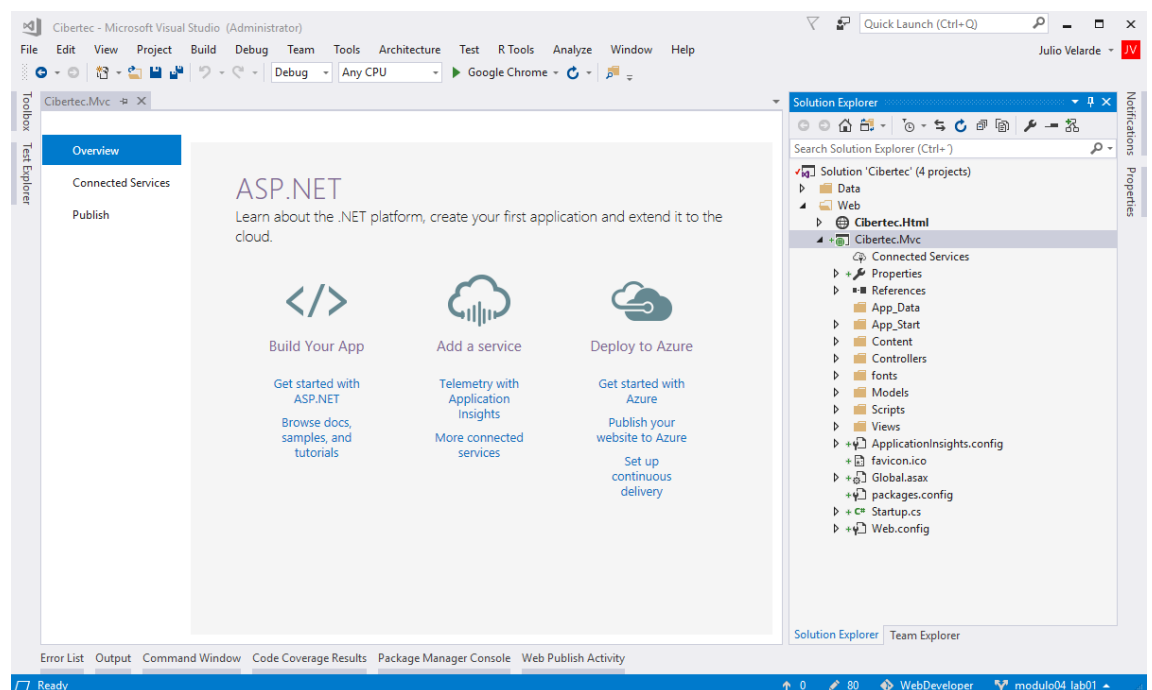 Cibertec - Microsoft Visual Studio (Administrator)
Quick Launch (Ctrl+Q)
File Edit View Project Build Debug Team Tools Architecture Test R Tools Analyze Window Help
Julio Velarde JV
Debug Any CPU Google Chrome
Toolbox
Test Explorer
Cibertec.Mvc
Overview
Connected Services
Publish
ASP.NET
Learn about the .NET platform, create your first application and extend it to the
cloud.
Build Your App
Get started with
ASP.NET
Browse docs,
samples, and
tutorials
Add a service
Telemetry with
Application
Insights
More connected
services
Deploy to Azure
Get started with
Azure
Publish your
website to Azure
Set up
continuous
delivery
Solution Explorer
Search Solution Explorer (Ctrl+´)
Solution 'Cibertec' (4 projects)
Data
Web
Cibertec.Html
Cibertec.Mvc
Connected Services
Properties
References
App_Data
App_Start
Content
Controllers
fonts
Models
Scripts
Views
ApplicationInsights.config
favicon.ico
Global.asax
packages.config
C# Startup.cs
Web.config
Solution Explorer Team Explorer
Notifications
Properties
Error List Output Command Window Code Coverage Results Package Manager Console Web Publish Activity
Ready
0 80 WebDeveloper modulo04_lab01